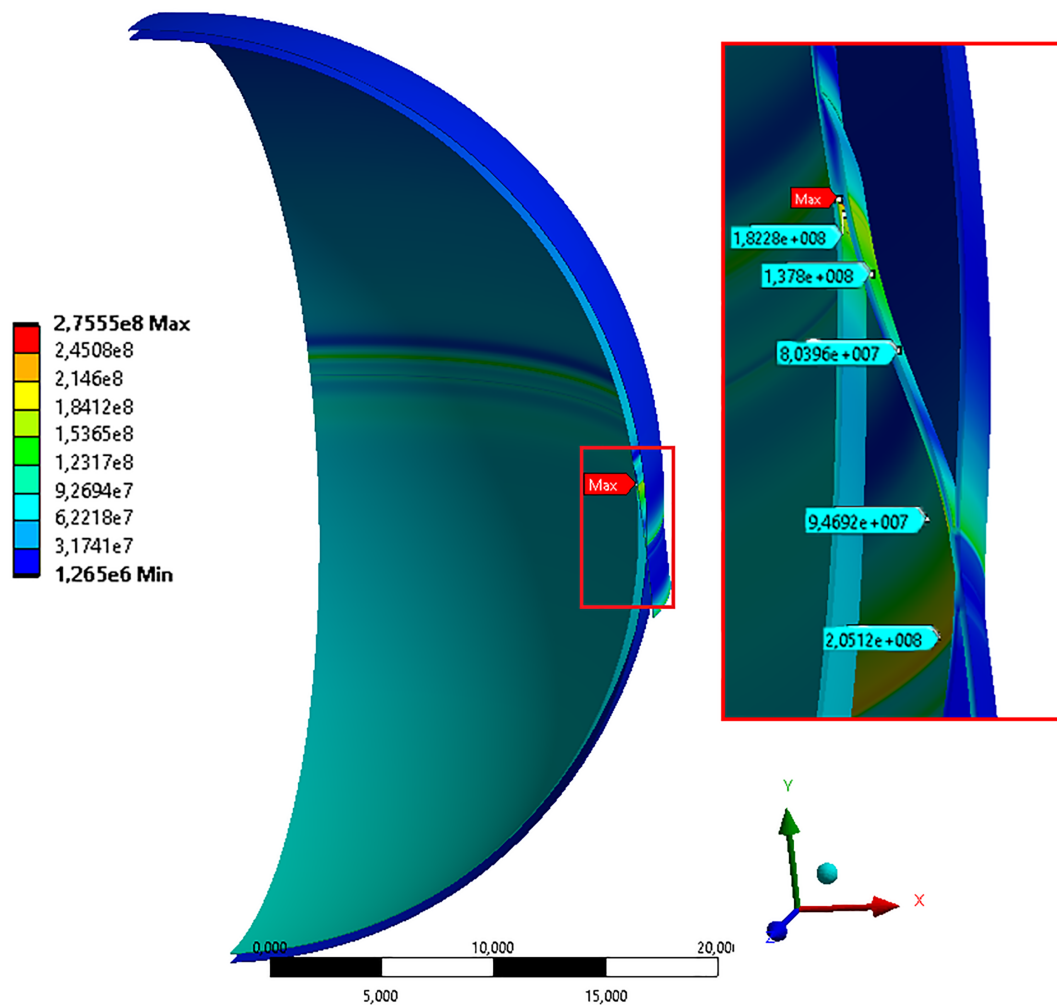 2,7555e8 Max
2,4508e8
2,146e8
1,8412e8
1,5365e8
1,2317e8
9,2694e7
6,2218e7
3,1741e7
1,265e6 Min
Max
Max
1,8228e+008
1,378e+008
8,0396e+007
9,4692e+007
2,0512e+008
Y
X
Z
0,000
10,000
20,00
5,000
15,000